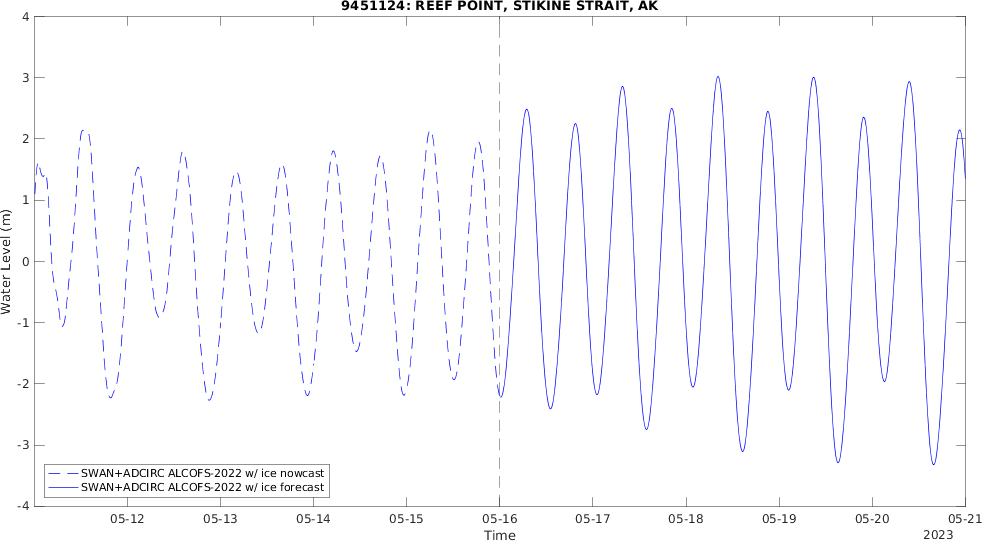 9451124: REEF POINT, STIKINE STRAIT, AK
Water Level (m)
4
3
2
1
0
-1
-2
-3
-4
SWAN+ADCIRC ALCOFS-2022 w/ ice nowcast
SWAN+ADCIRC ALCOFS-2022 w/ ice forecast
05-12 05-13 05-14 05-15 05-16 05-17 05-18 05-19 05-20 05-21
Time
2023